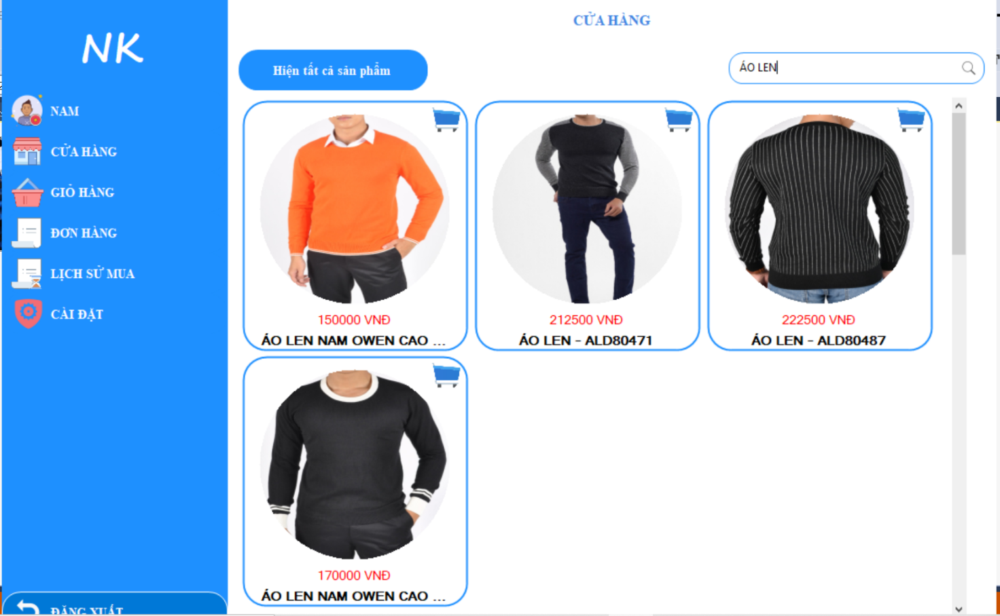 NK
NAM
CỬA HÀNG
GIỎ HÀNG
ĐƠN HÀNG
LỊCH SỬ MUA
CÀI ĐẶT
ĐĂNG XUẤT
CỬA HÀNG
Hiện tất cả sản phẩm
ÁO LEN
150000 VNĐ
ÁO LEN NAM OWEN CAO ...
212500 VNĐ
ÁO LEN - ALD80471
222500 VNĐ
ÁO LEN - ALD80487
170000 VNĐ
ÁO LEN NAM OWEN CAO ...